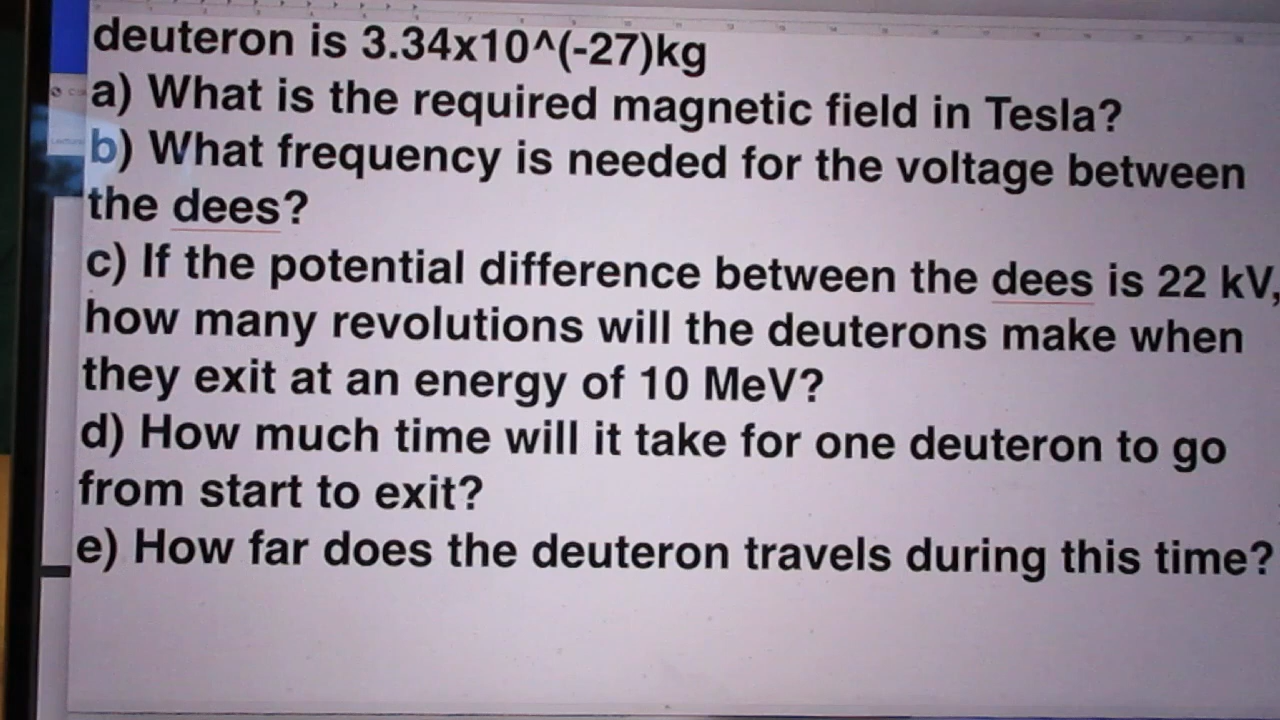 deuteron is 3.34x10^(-27)kg
a) What is the required magnetic field in Tesla?
b) What frequency is needed for the voltage between
the dees?
c) If the potential difference between the dees is 22 kV,
how many revolutions will the deuterons make when
they exit at an energy of 10 MeV?
d) How much time will it take for one deuteron to go
from start to exit?
e) How far does the deuteron travels during this time?